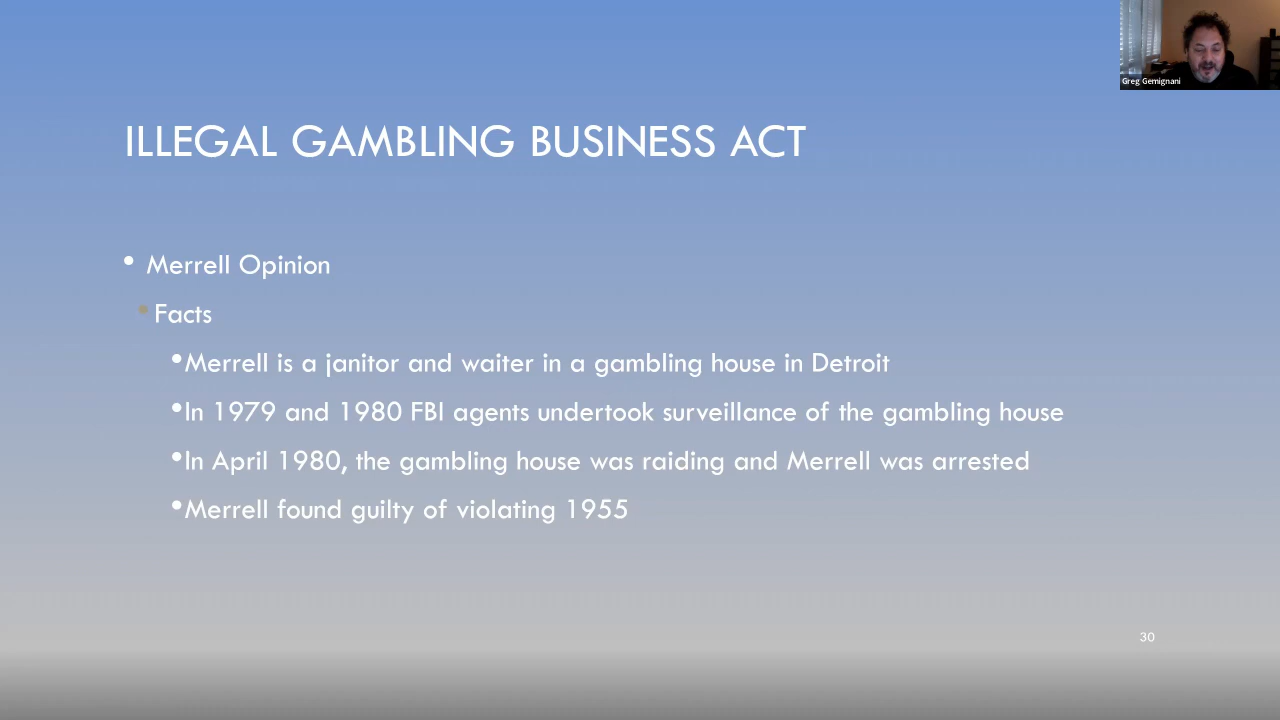 Greg Gemignani
ILLEGAL GAMBLING BUSINESS ACT
• Merrell Opinion
• Facts
• Merrell is a janitor and waiter in a gambling house in Detroit
• In 1979 and 1980 FBI agents undertook surveillance of the gambling house
• In April 1980, the gambling house was raiding and Merrell was arrested
• Merrell found guilty of violating 1955
30